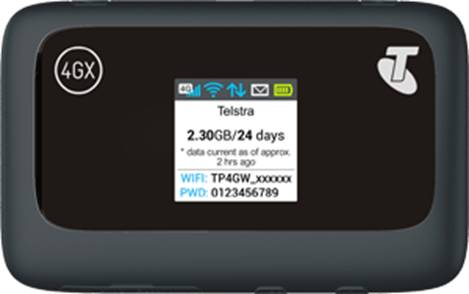 4GX
T
4G
Telstra
2.30GB/24 days
* data current as of approx.
2 hrs ago
WIFI: TP4GW_xxxxxx
PWD: 0123456789